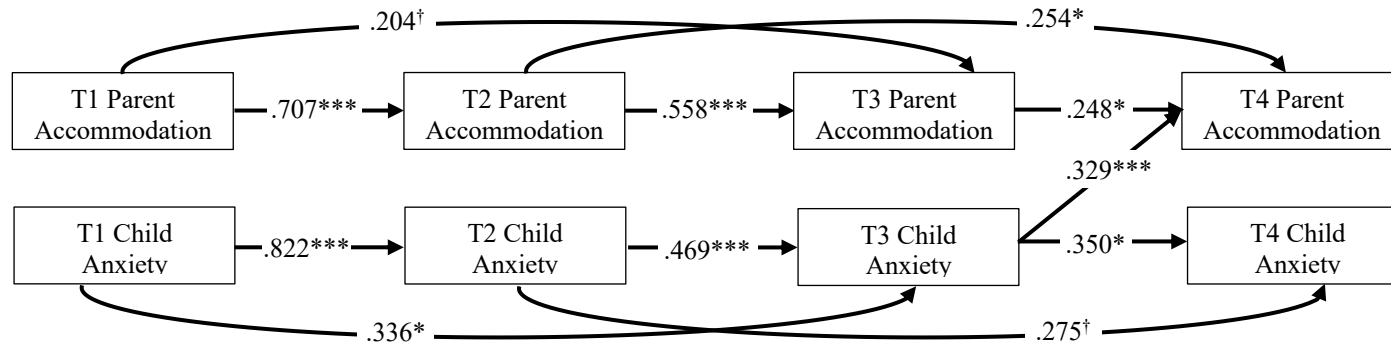 .204†
.254*
T1 Parent
Accommodation
.707***
T2 Parent
Accommodation
.558***
T3 Parent
Accommodation
.248*
T4 Parent
Accommodation
.329***
T1 Child
Anxiety
.822***
T2 Child
Anxiety
.469***
T3 Child
Anxiety
.350*
T4 Child
Anxiety
.336*
.275†